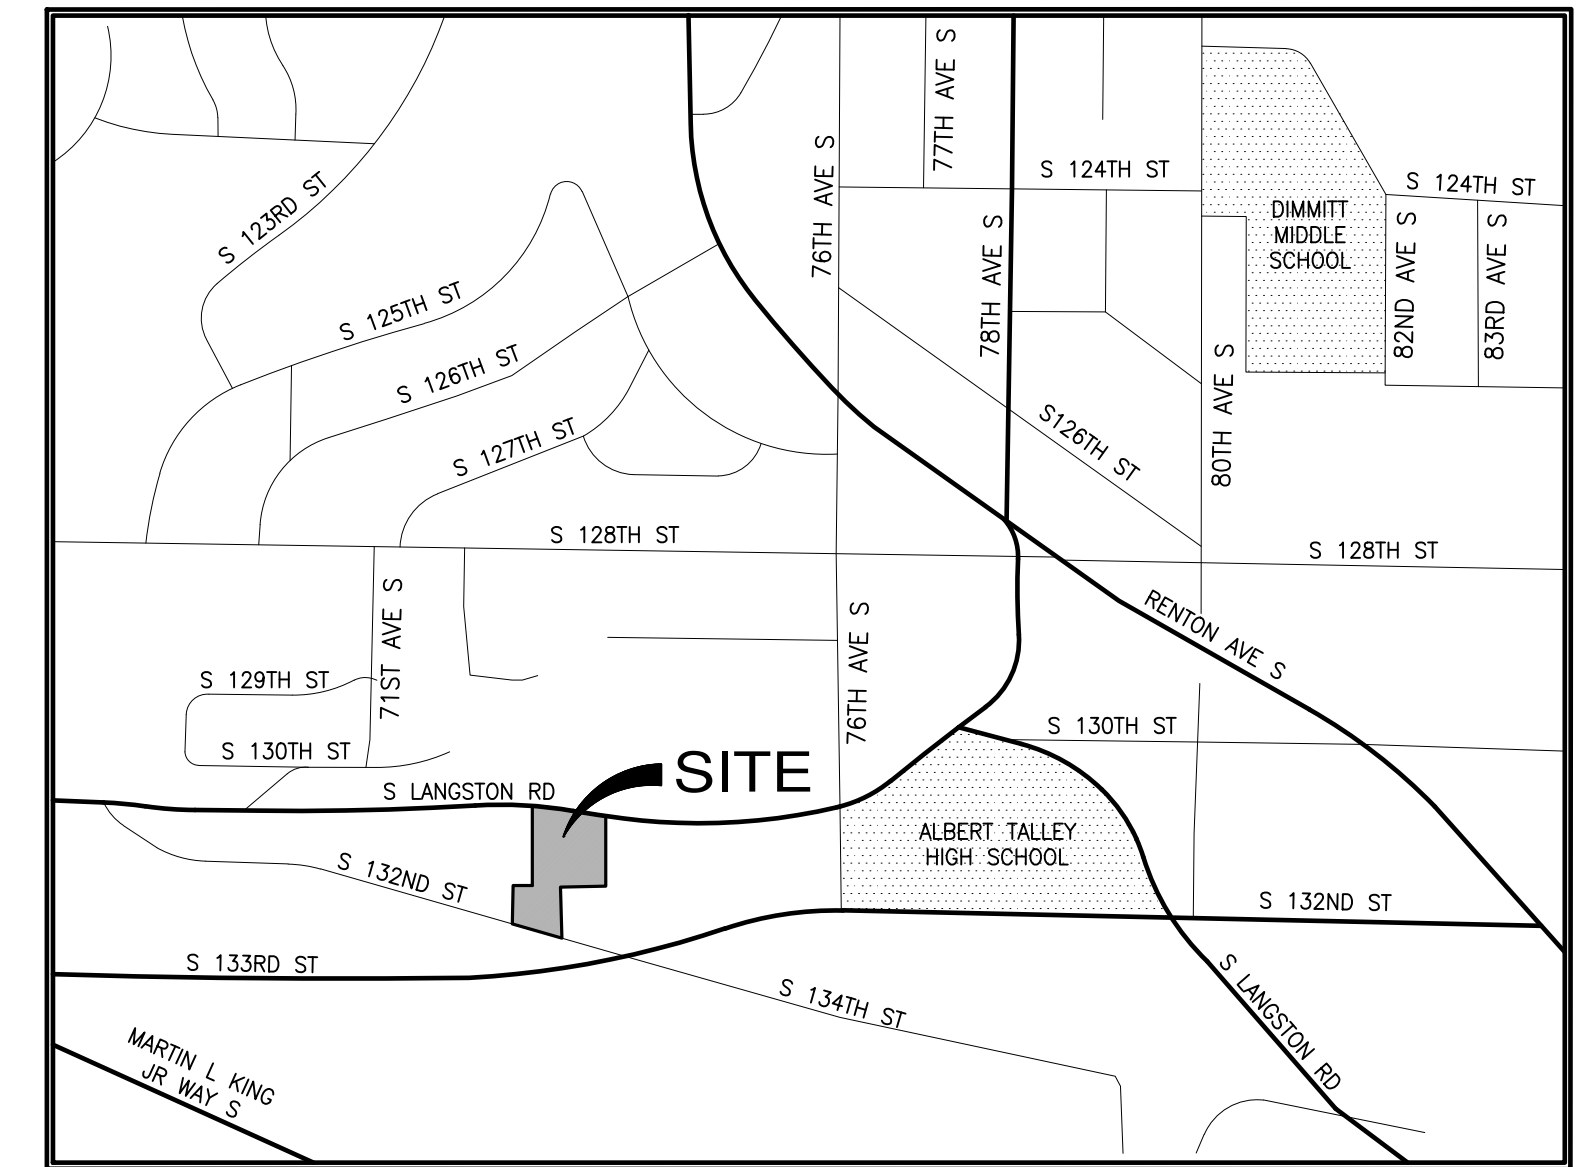 77TH AVE S
76TH AVE S
S 124TH ST
S 124TH ST
S 123RD ST
DIMMITT
MIDDLE
SCHOOL
78TH AVE S
82ND AVE S
83RD AVE S
S 125TH ST
S 126TH ST
80TH AVE S
S126TH ST
S 127TH ST
S 128TH ST
S 128TH ST
71ST AVE S
RENTON AVE S
76TH AVE S
S 129TH ST
S 130TH ST
S 130TH ST
SITE
S LANGSTON RD
ALBERT TALLEY
HIGH SCHOOL
S 132ND ST
S 132ND ST
S 133RD ST
S 134TH ST
S LANGSTON RD
MARTIN L KING
JR WAY S